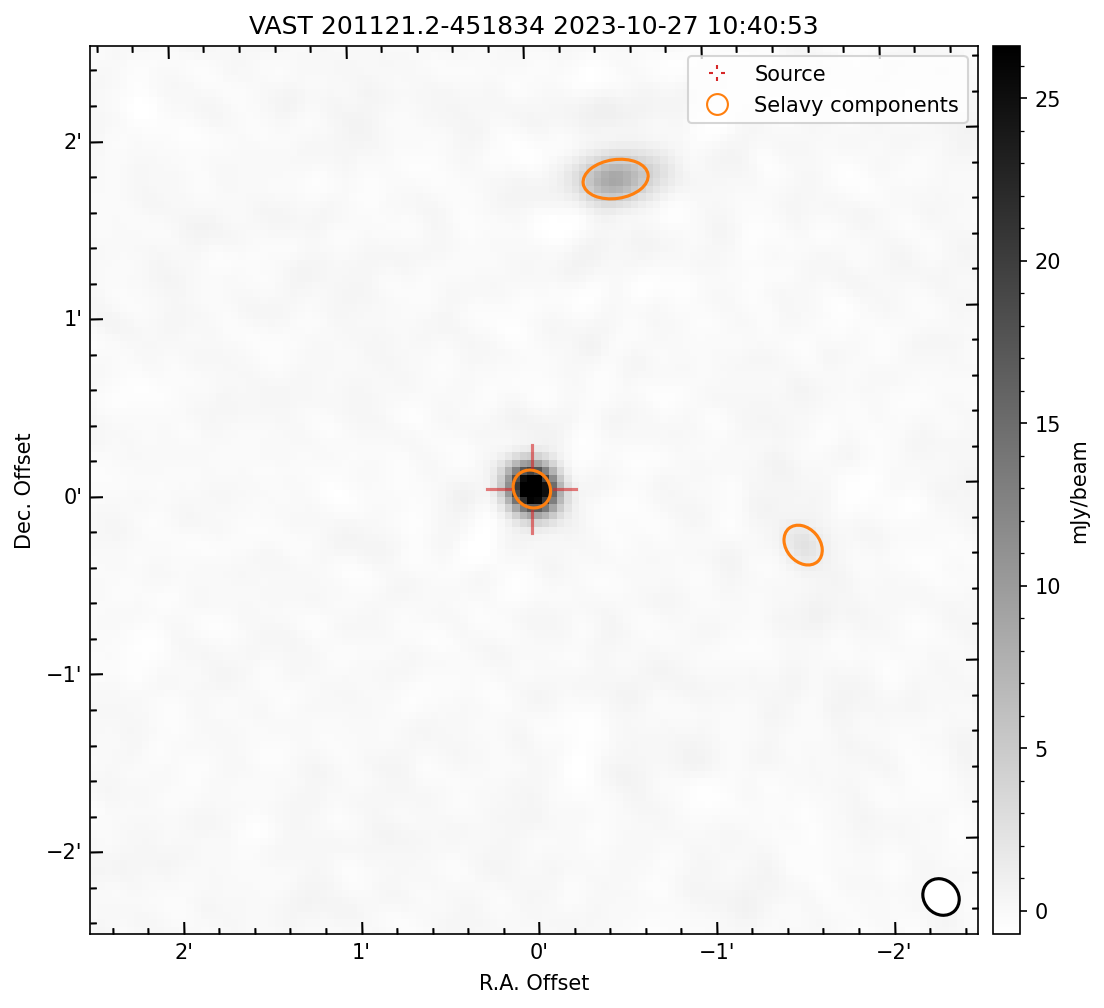 VAST 201121.2-451834 2023-10-27 10:40:53
Source
Selavy components
2'
1'
0'
−1'
−2'
Dec. Offset
2'
1'
0'
−1'
−2'
R.A. Offset
25
20
15
10
5
0
mJy/beam